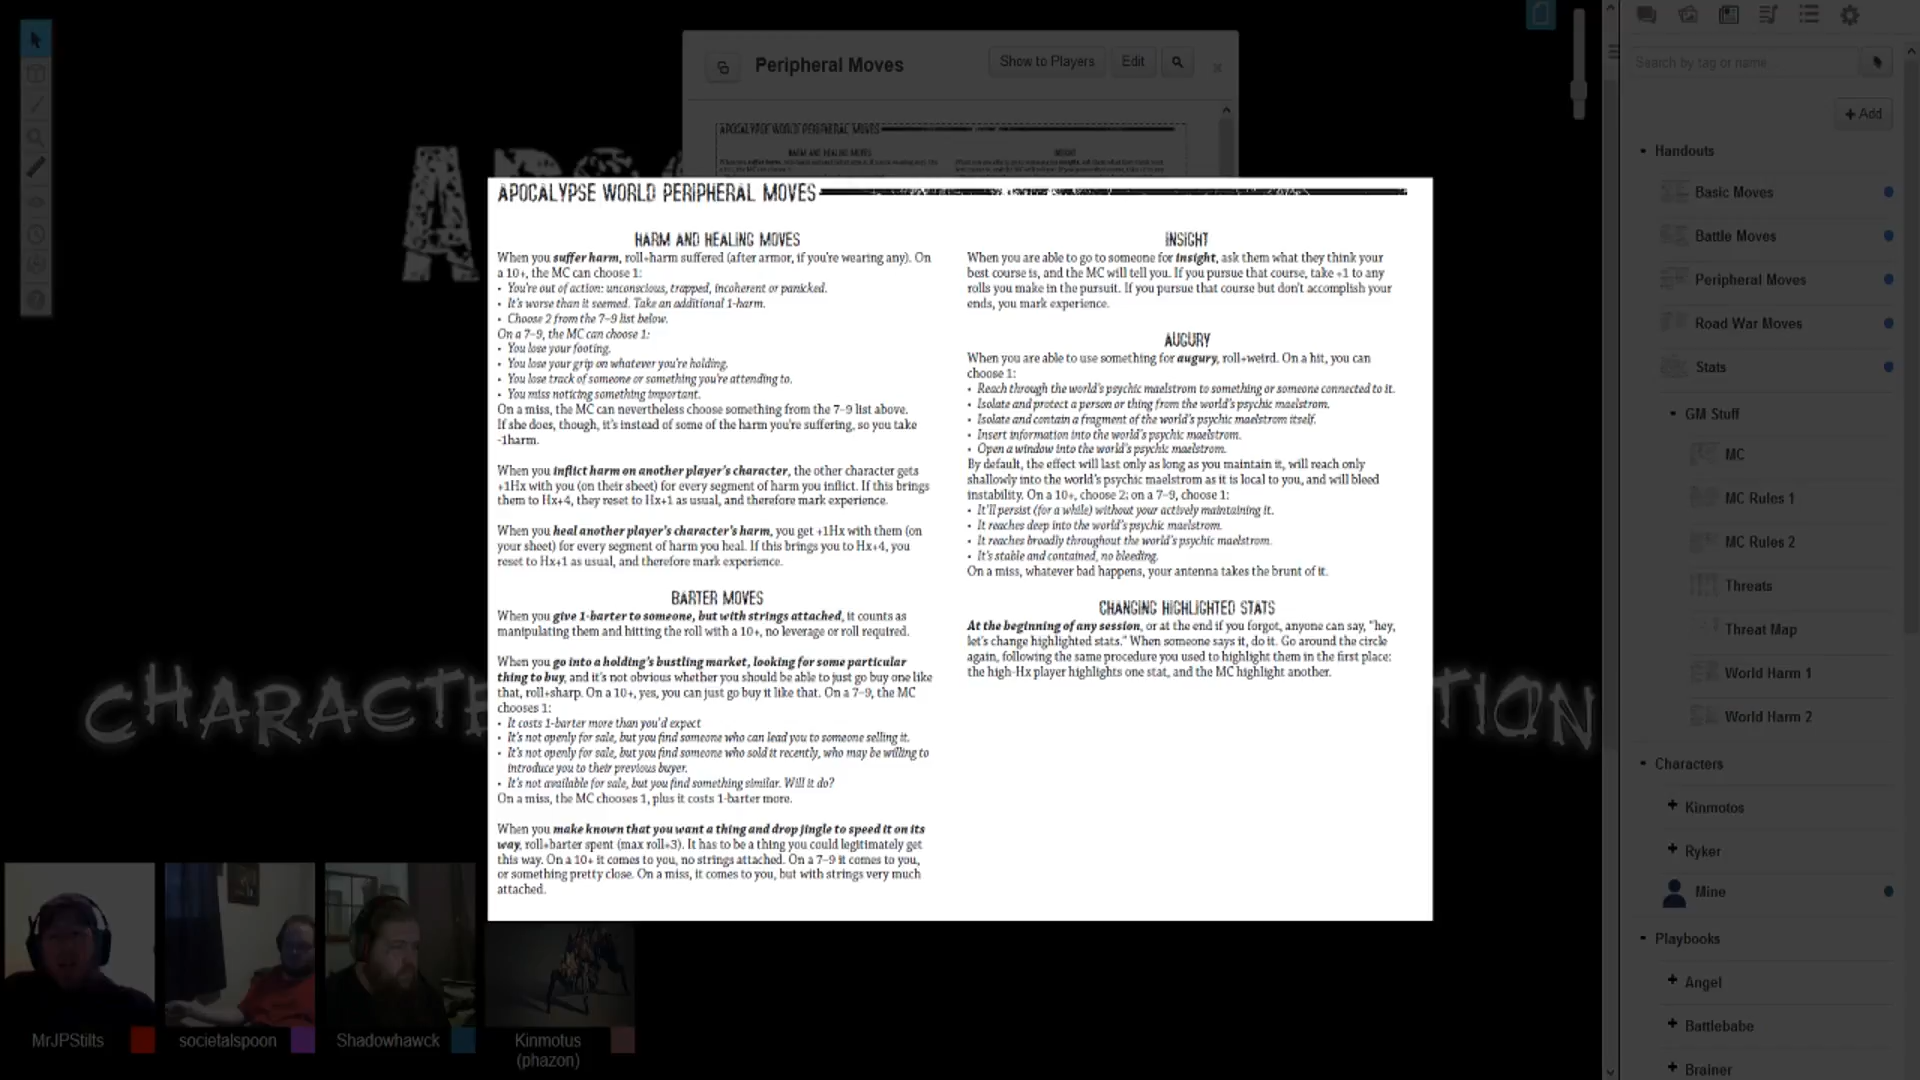 Peripheral Moves
Show to Players
Edit
Search by tag or name
+ Add
APOCALYPSE WORLD PERIPHERAL MOVES
HARM AND HEALING MOVES
INSIGHT
APOCALYPSE WORLD PERIPHERAL MOVES
HARM AND HEALING MOVES
When you suffer harm, roll+harm suffered (after armor, if you're wearing any). On
a 10+, the MC can choose 1:
• You're out of action: unconscious, trapped, incoherent or panicked.
• It's worse than it seemed. Take an additional 1-harm.
• Choose 2 from the 7–9 list below.
On a 7–9, the MC can choose 1:
• You lose your footing.
• You lose your grip on whatever you're holding.
• You lose track of someone or something you're attending to.
• You miss noticing something important.
On a miss, the MC can nevertheless choose something from the 7–9 list above.
If she does, though, it's instead of some of the harm you're suffering, so you take
-1harm.
When you inflict harm on another player's character, the other character gets
+1Hx with you (on their sheet) for every segment of harm you inflict. If this brings
them to Hx+4, they reset to Hx+1 as usual, and therefore mark experience.
When you heal another player's character's harm, you get +1Hx with them (on
your sheet) for every segment of harm you heal. If this brings you to Hx+4, you
reset to Hx+1 as usual, and therefore mark experience.
BARTER MOVES
When you give 1-barter to someone, but with strings attached, it counts as
manipulating them and hitting the roll with a 10+, no leverage or roll required.
When you go into a holding's bustling market, looking for some particular
thing to buy, and it's not obvious whether you should be able to just go buy one like
that, roll+sharp. On a 10+, yes, you can just go buy it like that. On a 7–9, the MC
chooses 1:
• It costs 1-barter more than you'd expect
• It's not openly for sale, but you find someone who can lead you to someone selling it.
• It's not openly for sale, but you find someone who sold it recently, who may be willing to
introduce you to their previous buyer.
• It's not available for sale, but you find something similar. Will it do?
On a miss, the MC chooses 1, plus it costs 1-barter more.
When you make known that you want a thing and drop jingle to speed it on its
way, roll+barter spent (max roll+3). It has to be a thing you could legitimately get
this way. On a 10+ it comes to you, no strings attached. On a 7–9 it comes to you,
or something pretty close. On a miss, it comes to you, but with strings very much
attached.
INSIGHT
When you are able to go to someone for insight, ask them what they think your
best course is, and the MC will tell you. If you pursue that course, take +1 to any
rolls you make in the pursuit. If you pursue that course but don't accomplish your
ends, you mark experience.
AUGURY
When you are able to use something for augury, roll+weird. On a hit, you can
choose 1:
• Reach through the world's psychic maelstrom to something or someone connected to it.
• Isolate and protect a person or thing from the world's psychic maelstrom.
• Isolate and contain a fragment of the world's psychic maelstrom itself.
• Insert information into the world's psychic maelstrom.
• Open a window into the world's psychic maelstrom.
By default, the effect will last only as long as you maintain it, will reach only
shallowly into the world's psychic maelstrom as it is local to you, and will bleed
instability. On a 10+, choose 2; on a 7–9, choose 1:
• It'll persist (for a while) without your actively maintaining it.
• It reaches deep into the world's psychic maelstrom.
• It reaches broadly throughout the world's psychic maelstrom.
• It's stable and contained, no bleeding.
On a miss, whatever bad happens, your antenna takes the brunt of it.
CHANGING HIGHLIGHTED STATS
At the beginning of any session, or at the end if you forgot, anyone can say, "hey,
let's change highlighted stats." When someone says it, do it. Go around the circle
again, following the same procedure you used to highlight them in the first place:
the high-Hx player highlights one stat, and the MC highlight another.
CHARACTE
TION
MrJPStilts
societalspoon
Shadowhawck
Kinmotus
(phazon)
Handouts
Basic Moves
Battle Moves
Peripheral Moves
Road War Moves
Stats
GM Stuff
MC
MC Rules 1
MC Rules 2
Threats
Threat Map
World Harm 1
World Harm 2
Characters
Kinmotos
Ryker
Mine
Playbooks
Angel
Battlebabe
Brainer